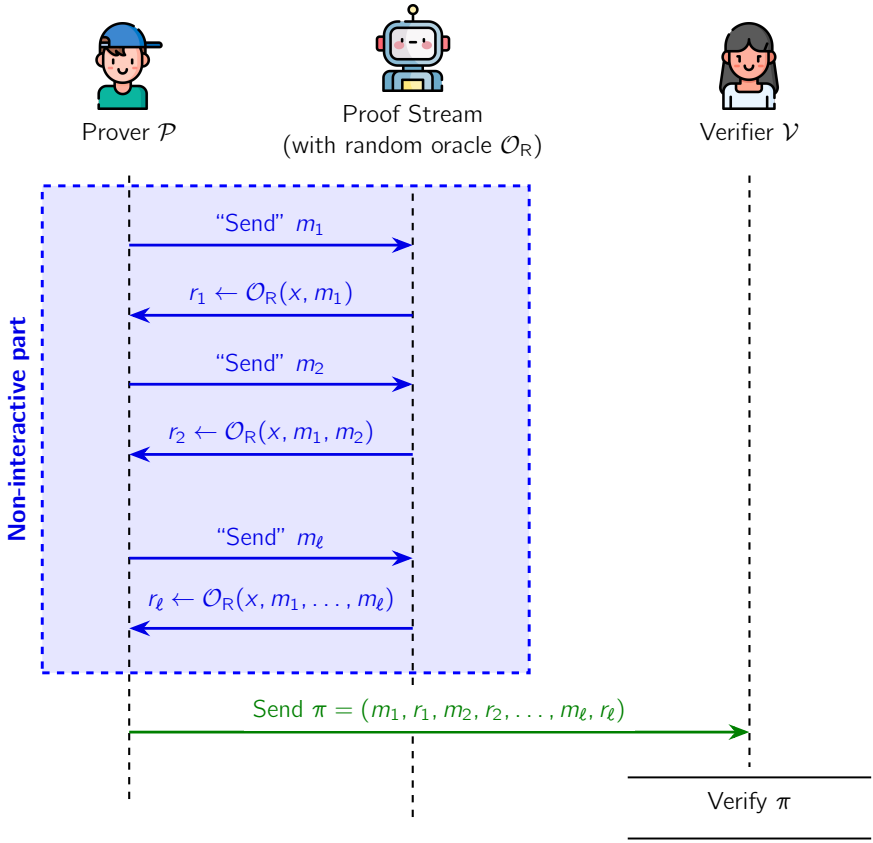 Prover 𝒫
Proof Stream
(with random oracle 𝒪_R)
Verifier 𝒱
Non-interactive part
“Send” m₁
r₁ ← 𝒪_R(x, m₁)
“Send” m₂
r₂ ← 𝒪_R(x, m₁, m₂)
“Send” m_ℓ
r_ℓ ← 𝒪_R(x, m₁, . . . , m_ℓ)
Send π = (m₁, r₁, m₂, r₂, . . . , m_ℓ, r_ℓ)
Verify π